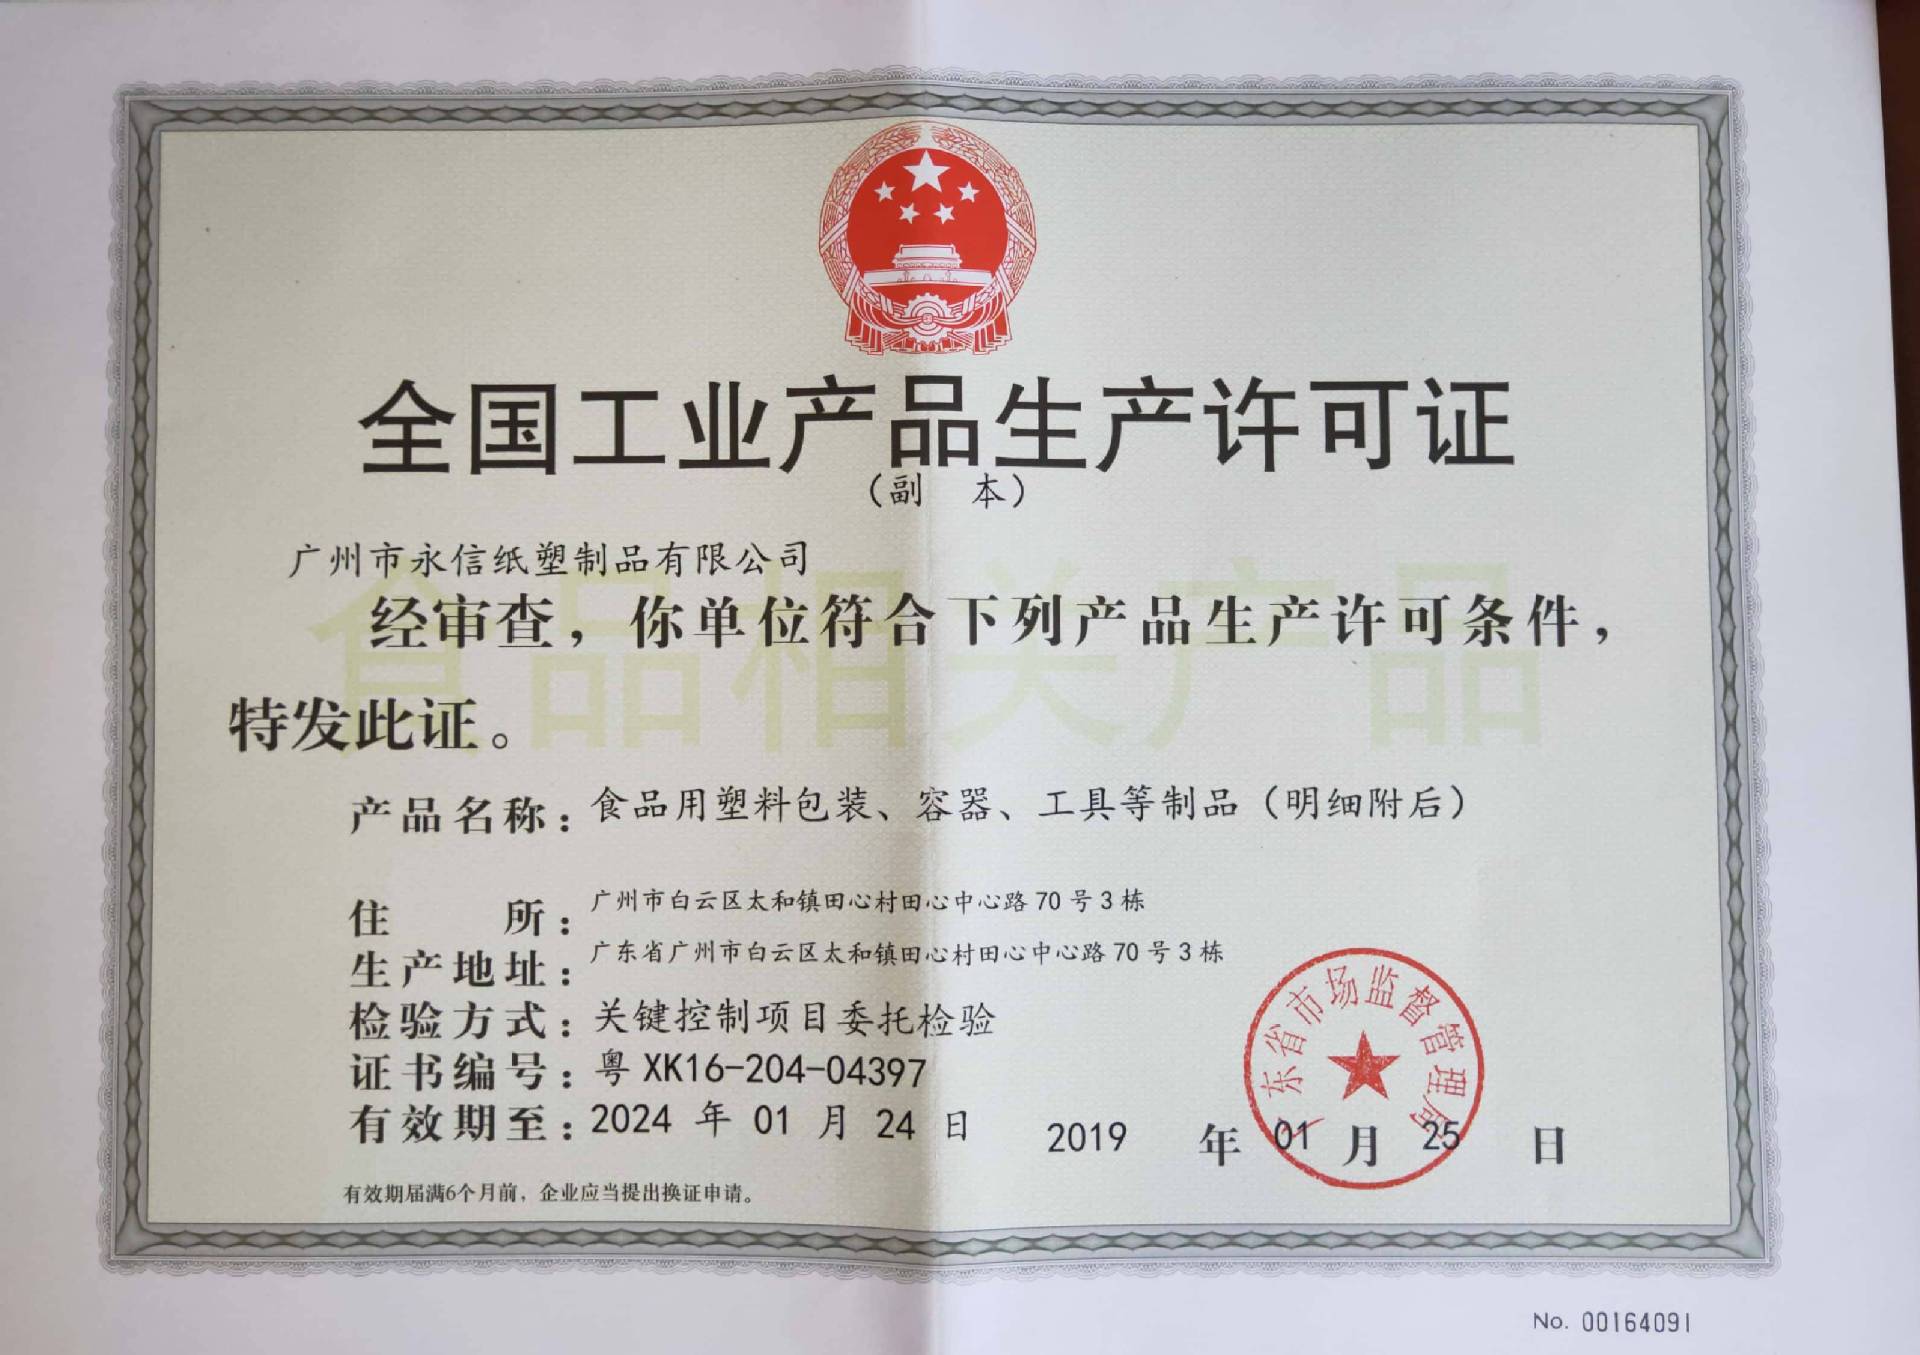 全国工业产品生产许可证
（副 本）
广州市永信纸塑制品有限公司
食品相关产品
经审查，你单位符合下列产品生产许可条件，
特发此证。
产品名称：食品用塑料包装、容器、工具等制品（明细附后）
住 所：广州市白云区太和镇田心村田心中心路 70 号 3 栋
生产地址：广东省广州市白云区太和镇田心村田心中心路 70 号 3 栋
检验方式：关键控制项目委托检验
证书编号：粤 XK16-204-04397
有效期至：2024 年 01 月 24 日
广东省市场监督管理局
2019 年 01 月 25 日
有效期届满6个月前，企业应当提出换证申请。
No. 00164091